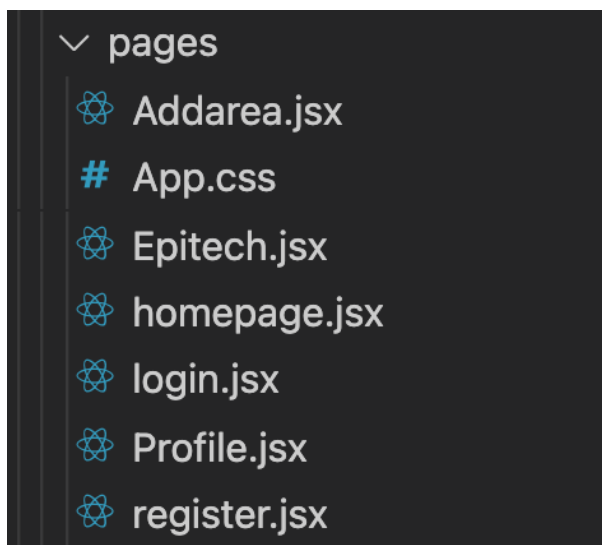 pages
Addarea.jsx
# App.css
Epitech.jsx
homepage.jsx
login.jsx
Profile.jsx
register.jsx